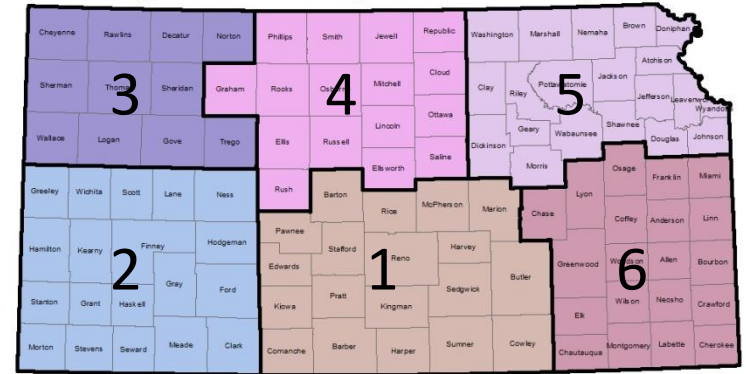 Cheyenne Rawlins Decatur Norton
Sherman Thomas Sheridan Graham
3
Wallace Logan Gove Trego
Phillips Smith Jewell Republic
Rooks Osborne Mitchell Cloud
4
Lincoln Ottawa
Ellis Russell
Ellsworth Saline
Rush
Washington Marshall Nemaha Brown Doniphan
Atchison
Clay Riley Pottawatomie Jackson
5
Jefferson Leavenworth Wyandotte
Geary Wabaunsee Shawnee
Dickinson Douglas Johnson
Morris
Greeley Wichita Scott Lane Ness
Hamilton Kearny Finney Hodgeman
2
Gray Ford
Stanton Grant Haskell
Morton Stevens Seward Meade Clark
Barton Rice McPherson Marion
Pawnee
Stafford Reno Harvey
Edwards
1
Sedgwick Butler
Kiowa Pratt Kingman
Comanche Barber Harper Sumner Cowley
Osage Franklin Miami
Chase Lyon
Coffey Anderson Linn
Greenwood Woodson Allen Bourbon
6
Wilson Neosho Crawford
Elk
Chautauqua Montgomery Labette Cherokee